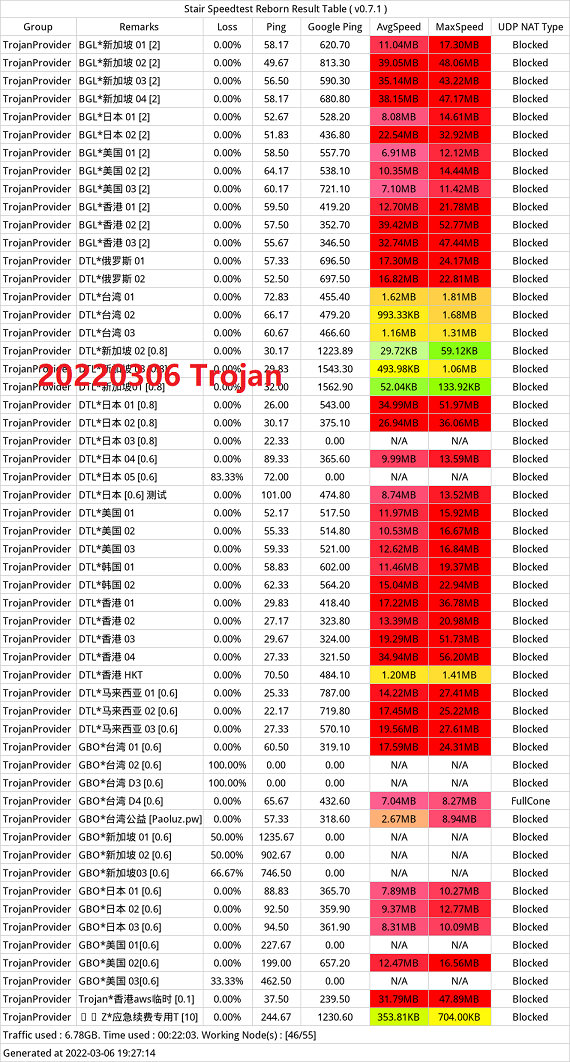 Stair Speedtest Reborn Result Table ( v0.7.1 )
Group Remarks Loss Ping Google Ping AvgSpeed MaxSpeed UDP NAT Type
TrojanProvider BGL*新加坡 01 [2] 0.00% 58.17 620.70 11.04MB 17.30MB Blocked
TrojanProvider BGL*新加坡 02 [2] 0.00% 49.67 813.30 39.05MB 48.06MB Blocked
TrojanProvider BGL*新加坡 03 [2] 0.00% 56.50 590.30 35.14MB 43.22MB Blocked
TrojanProvider BGL*新加坡 04 [2] 0.00% 58.17 680.80 38.15MB 47.17MB Blocked
TrojanProvider BGL*日本 01 [2] 0.00% 52.67 528.20 8.08MB 14.61MB Blocked
TrojanProvider BGL*日本 02 [2] 0.00% 51.83 436.80 22.54MB 32.92MB Blocked
TrojanProvider BGL*美国 01 [2] 0.00% 58.50 557.70 6.91MB 12.12MB Blocked
TrojanProvider BGL*美国 02 [2] 0.00% 64.17 538.10 10.35MB 14.44MB Blocked
TrojanProvider BGL*美国 03 [2] 0.00% 60.17 721.10 7.10MB 11.42MB Blocked
TrojanProvider BGL*香港 01 [2] 0.00% 59.50 419.20 12.70MB 21.78MB Blocked
TrojanProvider BGL*香港 02 [2] 0.00% 57.50 352.70 39.42MB 52.77MB Blocked
TrojanProvider BGL*香港 03 [2] 0.00% 55.67 346.50 32.74MB 47.44MB Blocked
TrojanProvider DTL*俄罗斯 01 0.00% 57.33 696.50 17.30MB 24.17MB Blocked
TrojanProvider DTL*俄罗斯 02 0.00% 52.50 697.50 16.82MB 22.81MB Blocked
TrojanProvider DTL*台湾 01 0.00% 72.83 455.40 1.62MB 1.81MB Blocked
TrojanProvider DTL*台湾 02 0.00% 66.17 479.20 993.33KB 1.68MB Blocked
TrojanProvider DTL*台湾 03 0.00% 60.67 466.60 1.16MB 1.31MB Blocked
TrojanProvider DTL*新加坡 02 [0.8] 0.00% 30.17 1223.89 29.72KB 59.12KB Blocked
TrojanProvider DTL*新加坡 03 [0.8] 0.00% 29.83 1543.30 493.98KB 1.06MB Blocked
20220306 Trojan
TrojanProvider DTL*新加坡01 [0.8] 0.00% 32.00 1562.90 52.04KB 133.92KB Blocked
TrojanProvider DTL*日本 01 [0.8] 0.00% 26.00 543.00 34.99MB 51.97MB Blocked
TrojanProvider DTL*日本 02 [0.8] 0.00% 30.17 375.10 26.94MB 36.06MB Blocked
TrojanProvider DTL*日本 03 [0.8] 0.00% 22.33 0.00 N/A N/A Blocked
TrojanProvider DTL*日本 04 [0.6] 0.00% 89.33 365.60 9.99MB 13.59MB Blocked
TrojanProvider DTL*日本 05 [0.6] 83.33% 72.00 0.00 N/A N/A Blocked
TrojanProvider DTL*日本 [0.6] 测试 0.00% 101.00 474.80 8.74MB 13.52MB Blocked
TrojanProvider DTL*美国 01 0.00% 52.17 517.50 11.97MB 15.92MB Blocked
TrojanProvider DTL*美国 02 0.00% 55.33 514.80 10.53MB 16.67MB Blocked
TrojanProvider DTL*美国 03 0.00% 59.33 521.00 12.62MB 16.84MB Blocked
TrojanProvider DTL*韩国 01 0.00% 58.83 602.00 11.46MB 19.37MB Blocked
TrojanProvider DTL*韩国 02 0.00% 62.33 564.20 15.04MB 22.94MB Blocked
TrojanProvider DTL*香港 01 0.00% 29.83 418.40 17.22MB 36.78MB Blocked
TrojanProvider DTL*香港 02 0.00% 27.17 323.80 13.39MB 20.98MB Blocked
TrojanProvider DTL*香港 03 0.00% 29.67 324.00 19.29MB 51.73MB Blocked
TrojanProvider DTL*香港 04 0.00% 27.33 321.50 34.94MB 56.20MB Blocked
TrojanProvider DTL*香港 HKT 0.00% 70.50 484.10 1.20MB 1.41MB Blocked
TrojanProvider DTL*马来西亚 01 [0.6] 0.00% 25.33 787.00 14.22MB 27.41MB Blocked
TrojanProvider DTL*马来西亚 02 [0.6] 0.00% 22.17 719.80 17.45MB 25.22MB Blocked
TrojanProvider DTL*马来西亚 03 [0.6] 0.00% 27.33 570.10 19.56MB 27.61MB Blocked
TrojanProvider GBO*台湾 01 [0.6] 0.00% 60.50 319.10 17.59MB 24.31MB Blocked
TrojanProvider GBO*台湾 02 [0.6] 100.00% 0.00 0.00 N/A N/A Blocked
TrojanProvider GBO*台湾 D3 [0.6] 100.00% 0.00 0.00 N/A N/A Blocked
TrojanProvider GBO*台湾 D4 [0.6] 0.00% 65.67 432.60 7.04MB 8.27MB FullCone
TrojanProvider GBO*台湾公益 [Paoluz.pw] 0.00% 57.33 318.60 2.67MB 8.94MB Blocked
TrojanProvider GBO*新加坡 01 [0.6] 50.00% 1235.67 0.00 N/A N/A Blocked
TrojanProvider GBO*新加坡 02 [0.6] 50.00% 902.67 0.00 N/A N/A Blocked
TrojanProvider GBO*新加坡03 [0.6] 66.67% 746.50 0.00 N/A N/A Blocked
TrojanProvider GBO*日本 01 [0.6] 0.00% 88.83 365.70 7.89MB 10.27MB Blocked
TrojanProvider GBO*日本 02 [0.6] 0.00% 92.50 359.90 9.37MB 12.77MB Blocked
TrojanProvider GBO*日本 03 [0.6] 0.00% 94.50 361.90 8.31MB 10.09MB Blocked
TrojanProvider GBO*美国 01[0.6] 0.00% 227.67 0.00 N/A N/A Blocked
TrojanProvider GBO*美国 02[0.6] 0.00% 199.00 657.20 12.47MB 16.56MB Blocked
TrojanProvider GBO*美国 03[0.6] 33.33% 462.50 0.00 N/A N/A Blocked
TrojanProvider Trojan*香港aws临时 [0.1] 0.00% 37.50 239.50 31.79MB 47.89MB Blocked
TrojanProvider Z*应急续费专用T [10] 0.00% 244.67 1230.60 353.81KB 704.00KB Blocked
Traffic used : 6.78GB. Time used : 00:22:03. Working Node(s) : [46/55]
Generated at 2022-03-06 19:27:14